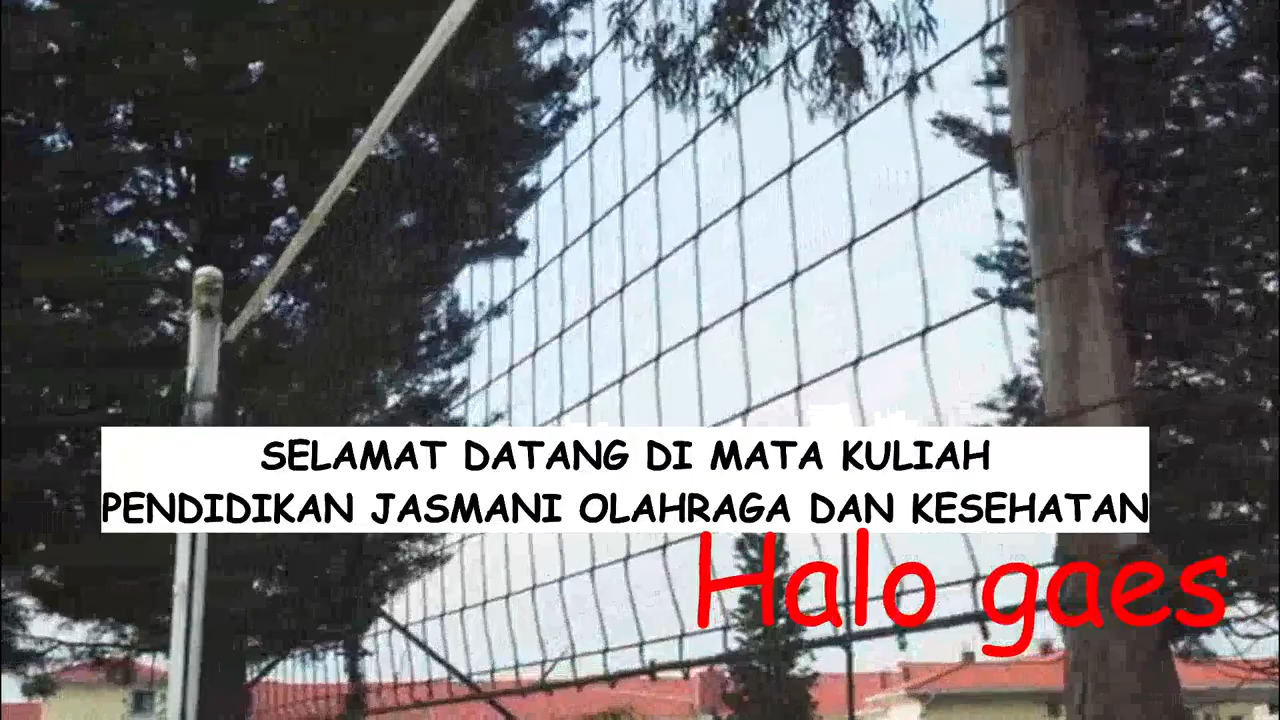 SELAMAT DATANG DI MATA KULIAH
PENDIDIKAN JASMANI OLAHRAGA DAN KESEHATAN
Halo gaes